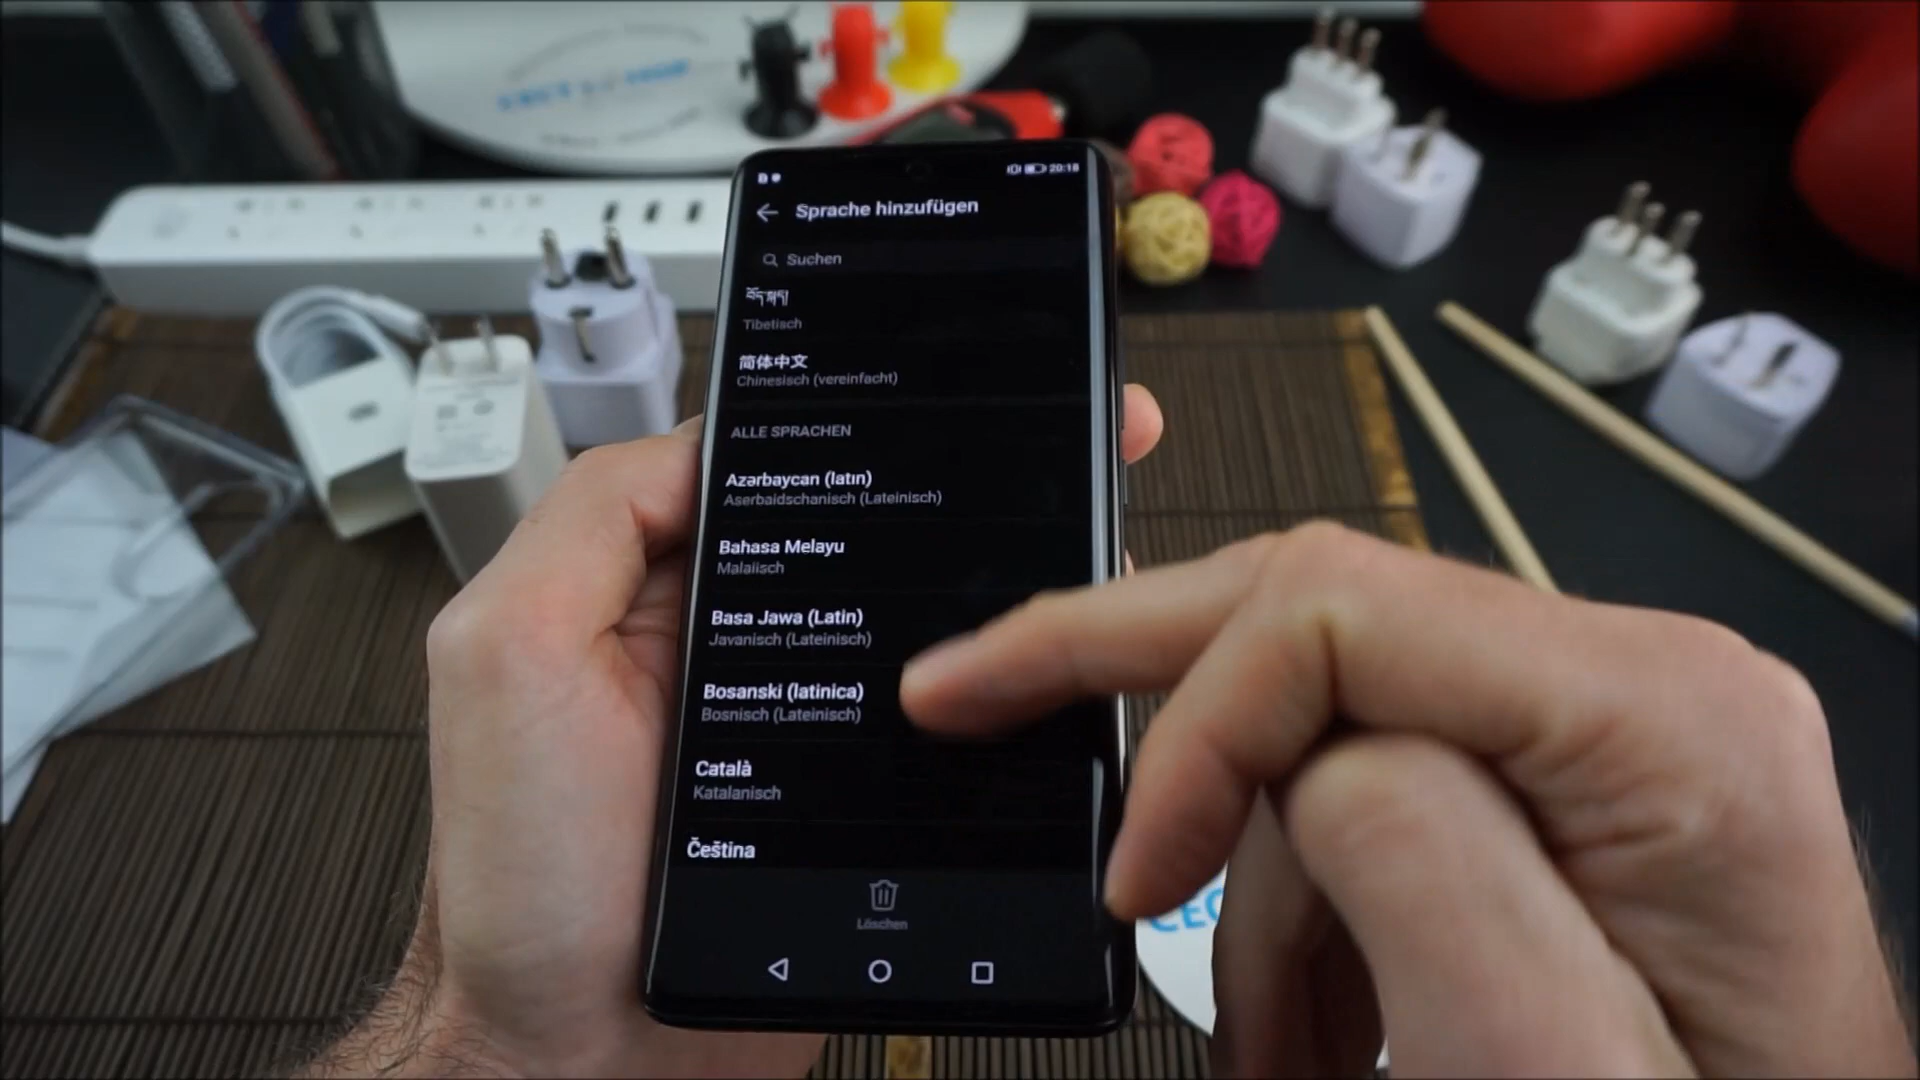 20:18
Sprache hinzufügen
Suchen
བོད་སྐད།
Tibetisch
简体中文
Chinesisch (vereinfacht)
ALLE SPRACHEN
Azərbaycan (latın)
Aserbaidschanisch (Lateinisch)
Bahasa Melayu
Malaiisch
Basa Jawa (Latin)
Javanisch (Lateinisch)
Bosanski (latinica)
Bosnisch (Lateinisch)
Català
Katalanisch
Čeština
Löschen